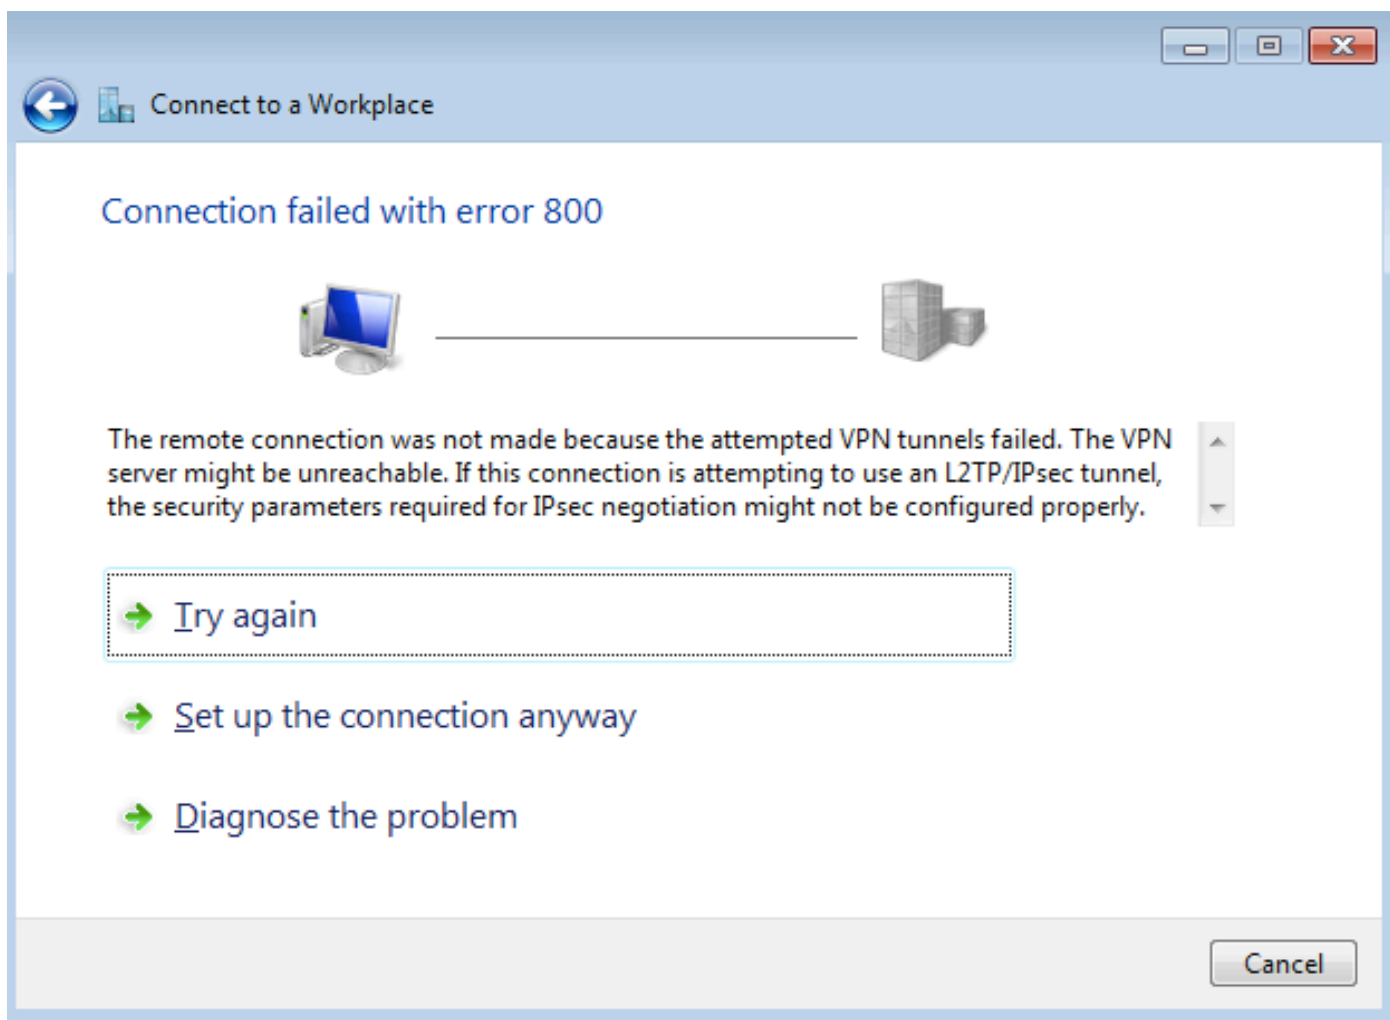 Connect to a Workplace
Connection failed with error 800
The remote connection was not made because the attempted VPN tunnels failed. The VPN
server might be unreachable. If this connection is attempting to use an L2TP/IPsec tunnel,
the security parameters required for IPsec negotiation might not be configured properly.
Try again
Set up the connection anyway
Diagnose the problem
Cancel